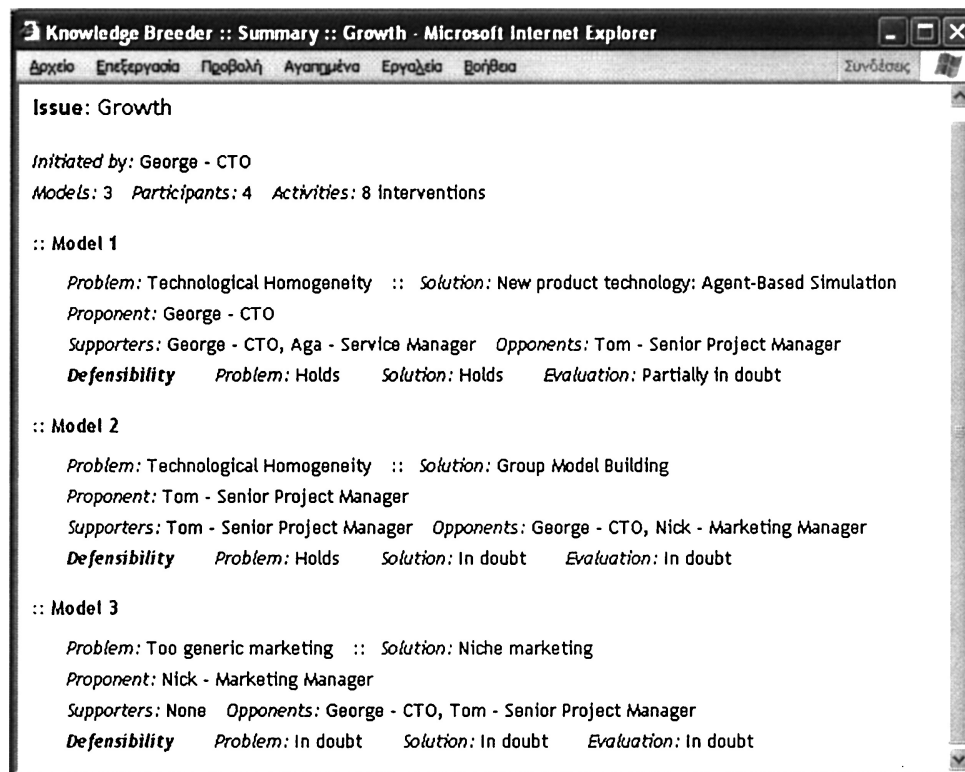 Knowledge Breeder :: Summary :: Growth - Microsoft Internet Explorer
Αρχείο Επεξεργασία Προβολή Αγαπημένα Εργαλεία Βοήθεια Συνδέσεις
Issue: Growth
Initiated by: George - CTO
Models: 3 Participants: 4 Activities: 8 interventions
:: Model 1
Problem: Technological Homogeneity :: Solution: New product technology: Agent-Based Simulation
Proponent: George - CTO
Supporters: George - CTO, Aga - Service Manager Opponents: Tom - Senior Project Manager
Defensibility Problem: Holds Solution: Holds Evaluation: Partially in doubt
:: Model 2
Problem: Technological Homogeneity :: Solution: Group Model Building
Proponent: Tom - Senior Project Manager
Supporters: Tom - Senior Project Manager Opponents: George - CTO, Nick - Marketing Manager
Defensibility Problem: Holds Solution: In doubt Evaluation: In doubt
:: Model 3
Problem: Too generic marketing :: Solution: Niche marketing
Proponent: Nick - Marketing Manager
Supporters: None Opponents: George - CTO, Tom - Senior Project Manager
Defensibility Problem: In doubt Solution: In doubt Evaluation: In doubt